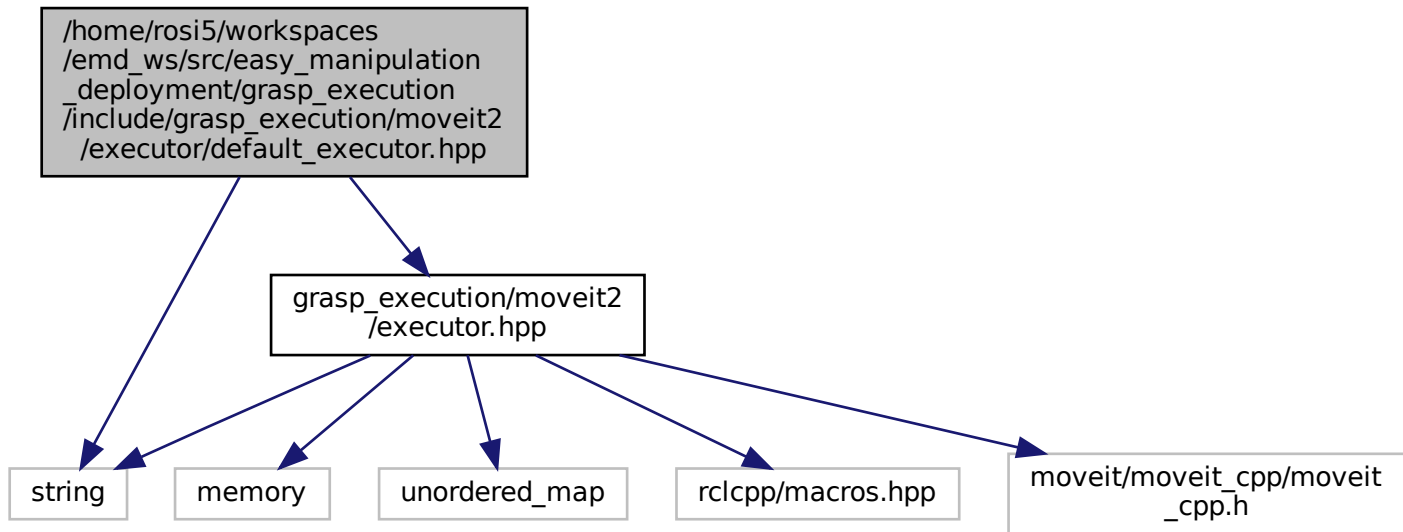 /home/rosi5/workspaces
/emd_ws/src/easy_manipulation
_deployment/grasp_execution
/include/grasp_execution/moveit2
/executor/default_executor.hpp
grasp_execution/moveit2
/executor.hpp
string
memory
unordered_map
rclcpp/macros.hpp
moveit/moveit_cpp/moveit
_cpp.h